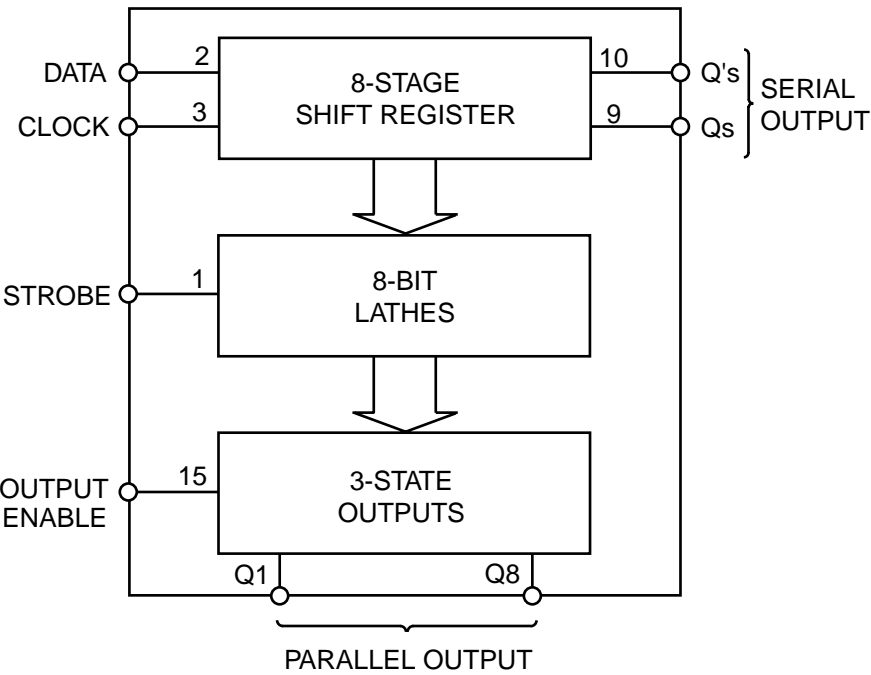 DATA
2
8-STAGE
SHIFT REGISTER
10
Q's
SERIAL
OUTPUT
CLOCK
3
9
Qs
STROBE
1
8-BIT
LATHES
OUTPUT
ENABLE
15
3-STATE
OUTPUTS
Q1
Q8
PARALLEL OUTPUT